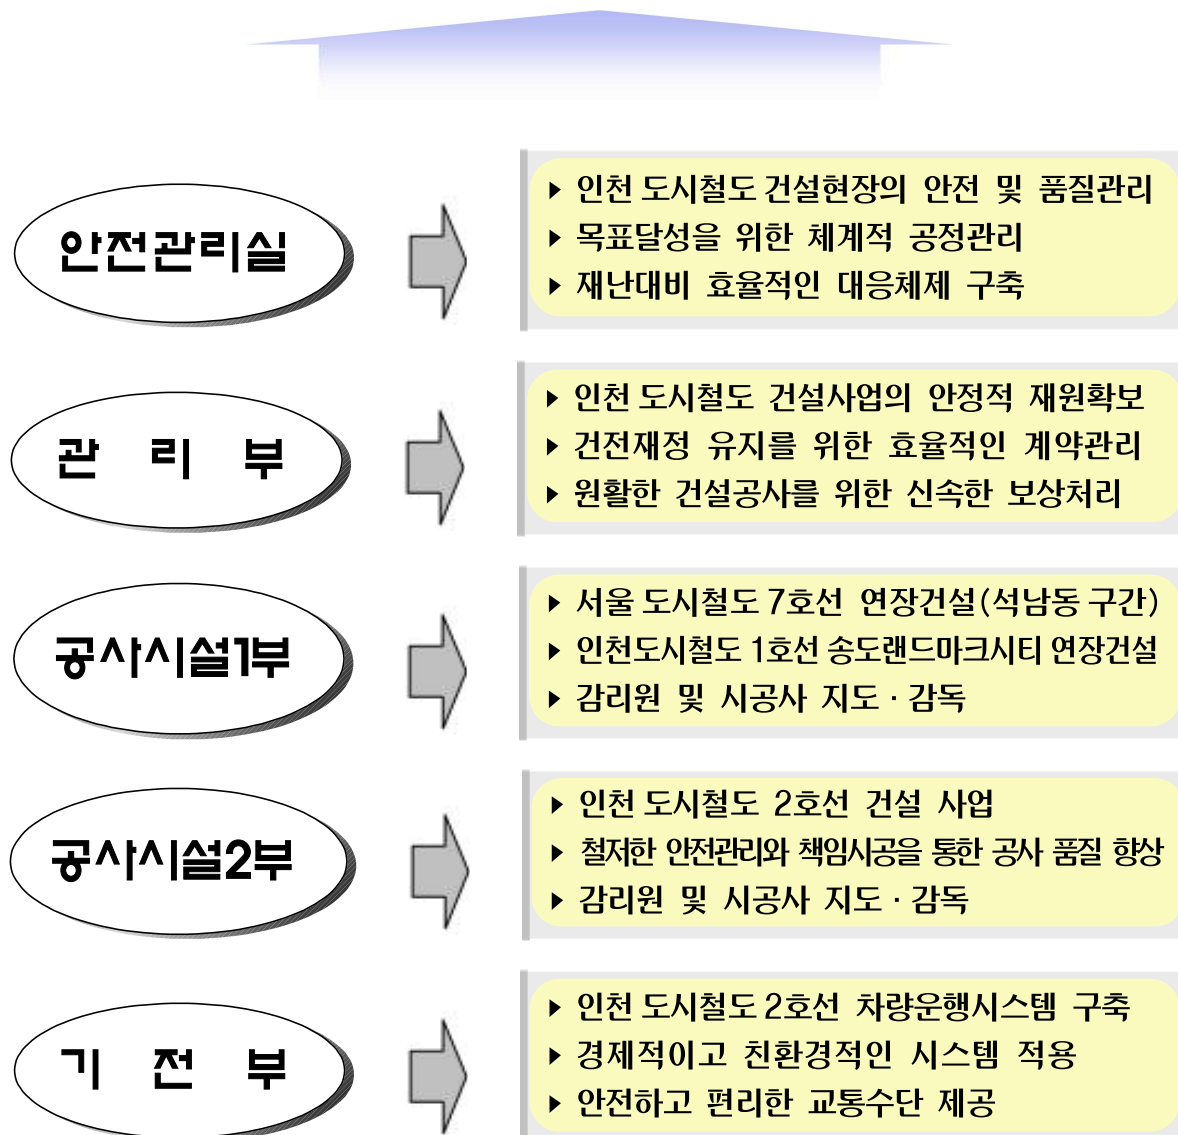 안전관리실
▶ 인천 도시철도 건설현장의 안전 및 품질관리
▶ 목표달성을 위한 체계적 공정관리
▶ 재난대비 효율적인 대응체제 구축
관 리 부
▶ 인천 도시철도 건설사업의 안정적 재원확보
▶ 건전재정 유지를 위한 효율적인 계약관리
▶ 원활한 건설공사를 위한 신속한 보상처리
공사시설1부
▶ 서울 도시철도 7호선 연장건설(석남동 구간)
▶ 인천도시철도 1호선 송도랜드마크시티 연장건설
▶ 감리원 및 시공사 지도 · 감독
공사시설2부
▶ 인천 도시철도 2호선 건설 사업
▶ 철저한 안전관리와 책임시공을 통한 공사 품질 향상
▶ 감리원 및 시공사 지도 · 감독
기 전 부
▶ 인천 도시철도 2호선 차량운행시스템 구축
▶ 경제적이고 친환경적인 시스템 적용
▶ 안전하고 편리한 교통수단 제공